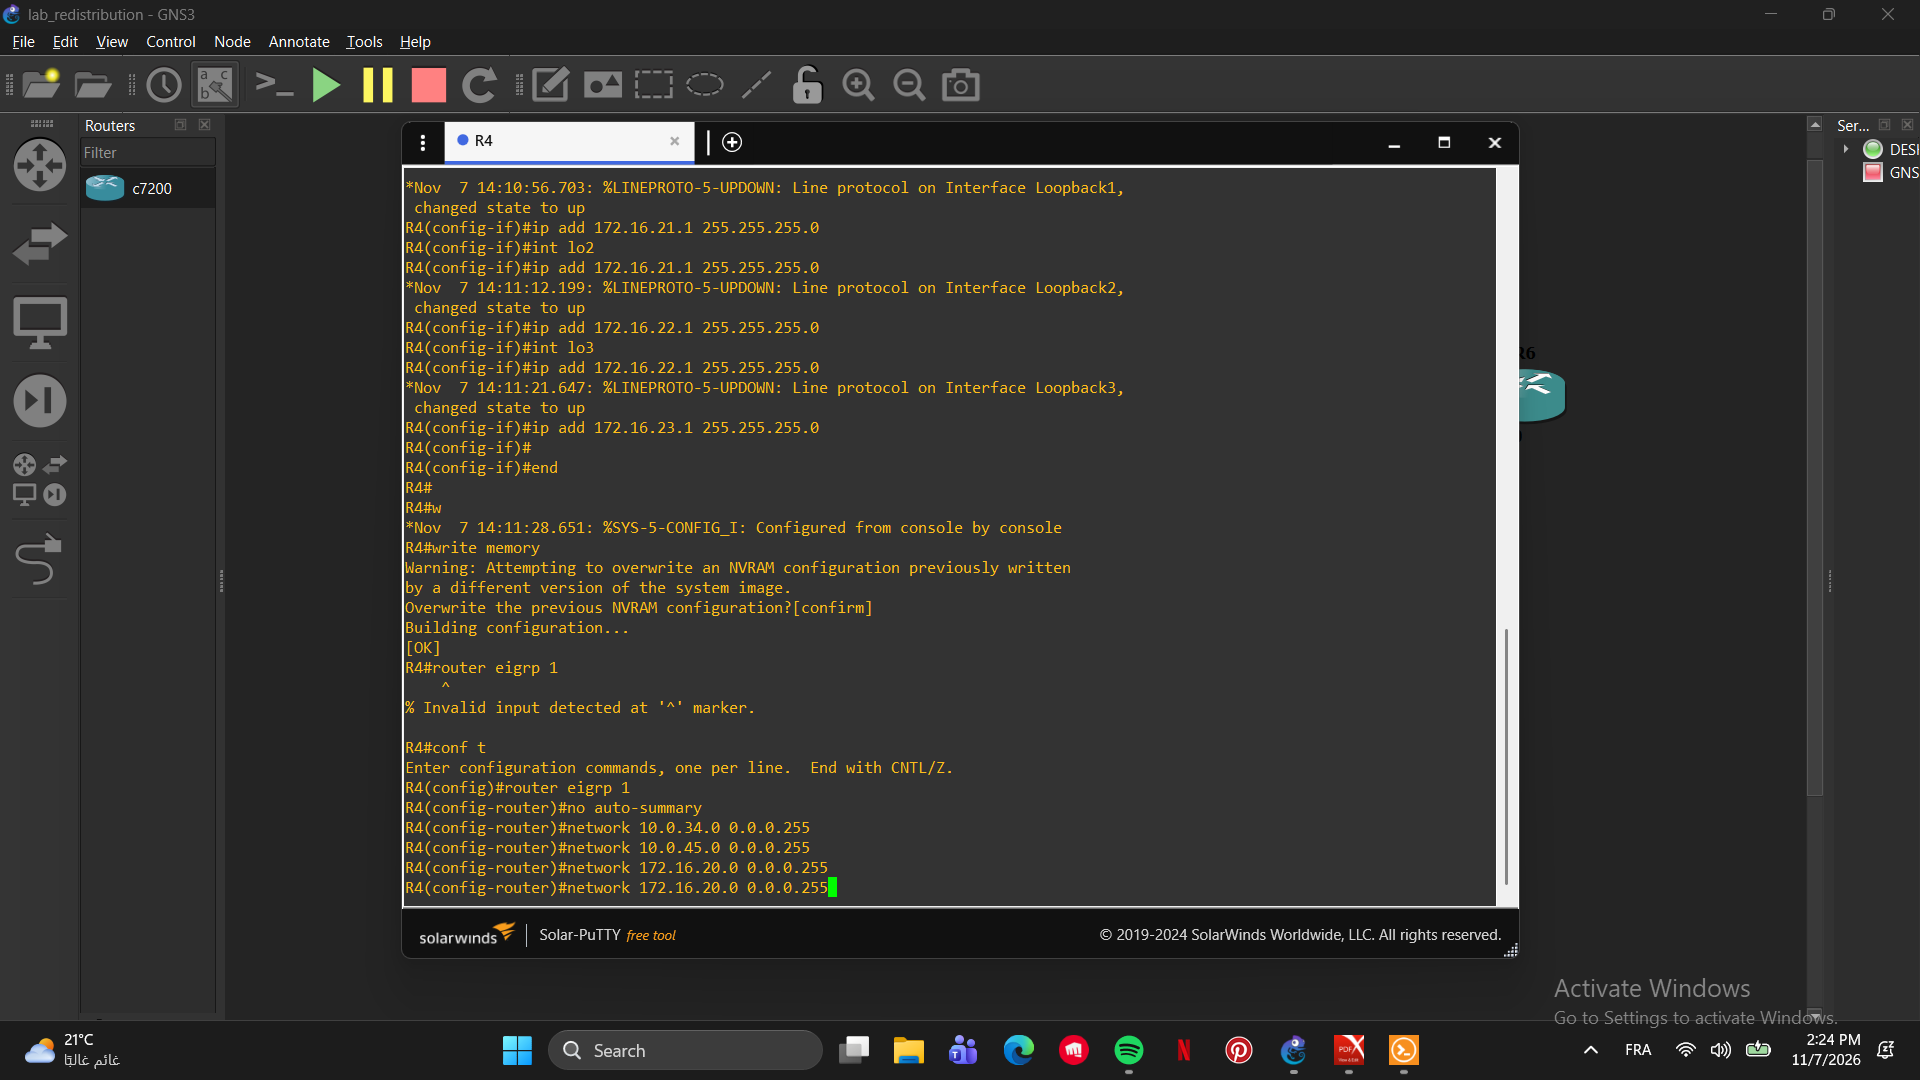 lab_redistribution - GNS3
File Edit View Control Node Annotate Tools Help
Routers
Filter
c7200
R4
*Nov  7 14:10:56.703: %LINEPROTO-5-UPDOWN: Line protocol on Interface Loopback1,
 changed state to up
R4(config-if)#ip add 172.16.21.1 255.255.255.0
R4(config-if)#int lo2
R4(config-if)#ip add 172.16.21.1 255.255.255.0
*Nov  7 14:11:12.199: %LINEPROTO-5-UPDOWN: Line protocol on Interface Loopback2,
 changed state to up
R4(config-if)#ip add 172.16.22.1 255.255.255.0
R4(config-if)#int lo3
R4(config-if)#ip add 172.16.22.1 255.255.255.0
*Nov  7 14:11:21.647: %LINEPROTO-5-UPDOWN: Line protocol on Interface Loopback3,
 changed state to up
R4(config-if)#ip add 172.16.23.1 255.255.255.0
R4(config-if)#
R4(config-if)#end
R4#
R4#w
*Nov  7 14:11:28.651: %SYS-5-CONFIG_I: Configured from console by console
R4#write memory
Warning: Attempting to overwrite an NVRAM configuration previously written
by a different version of the system image.
Overwrite the previous NVRAM configuration?[confirm]
Building configuration...
[OK]
R4#router eigrp 1
^
% Invalid input detected at '^' marker.
R4#conf t
Enter configuration commands, one per line.  End with CNTL/Z.
R4(config)#router eigrp 1
R4(config-router)#no auto-summary
R4(config-router)#network 10.0.34.0 0.0.0.255
R4(config-router)#network 10.0.45.0 0.0.0.255
R4(config-router)#network 172.16.20.0 0.0.0.255
R4(config-router)#network 172.16.20.0 0.0.0.255
solarwinds
Solar-PuTTY free tool
© 2019-2024 SolarWinds Worldwide, LLC. All rights reserved.
R6
Ser...
DESI
GNS
Activate Windows
Go to Settings to activate Windows.
21°C
غائم غالبًا
Search
FRA
2:24 PM
11/7/2026